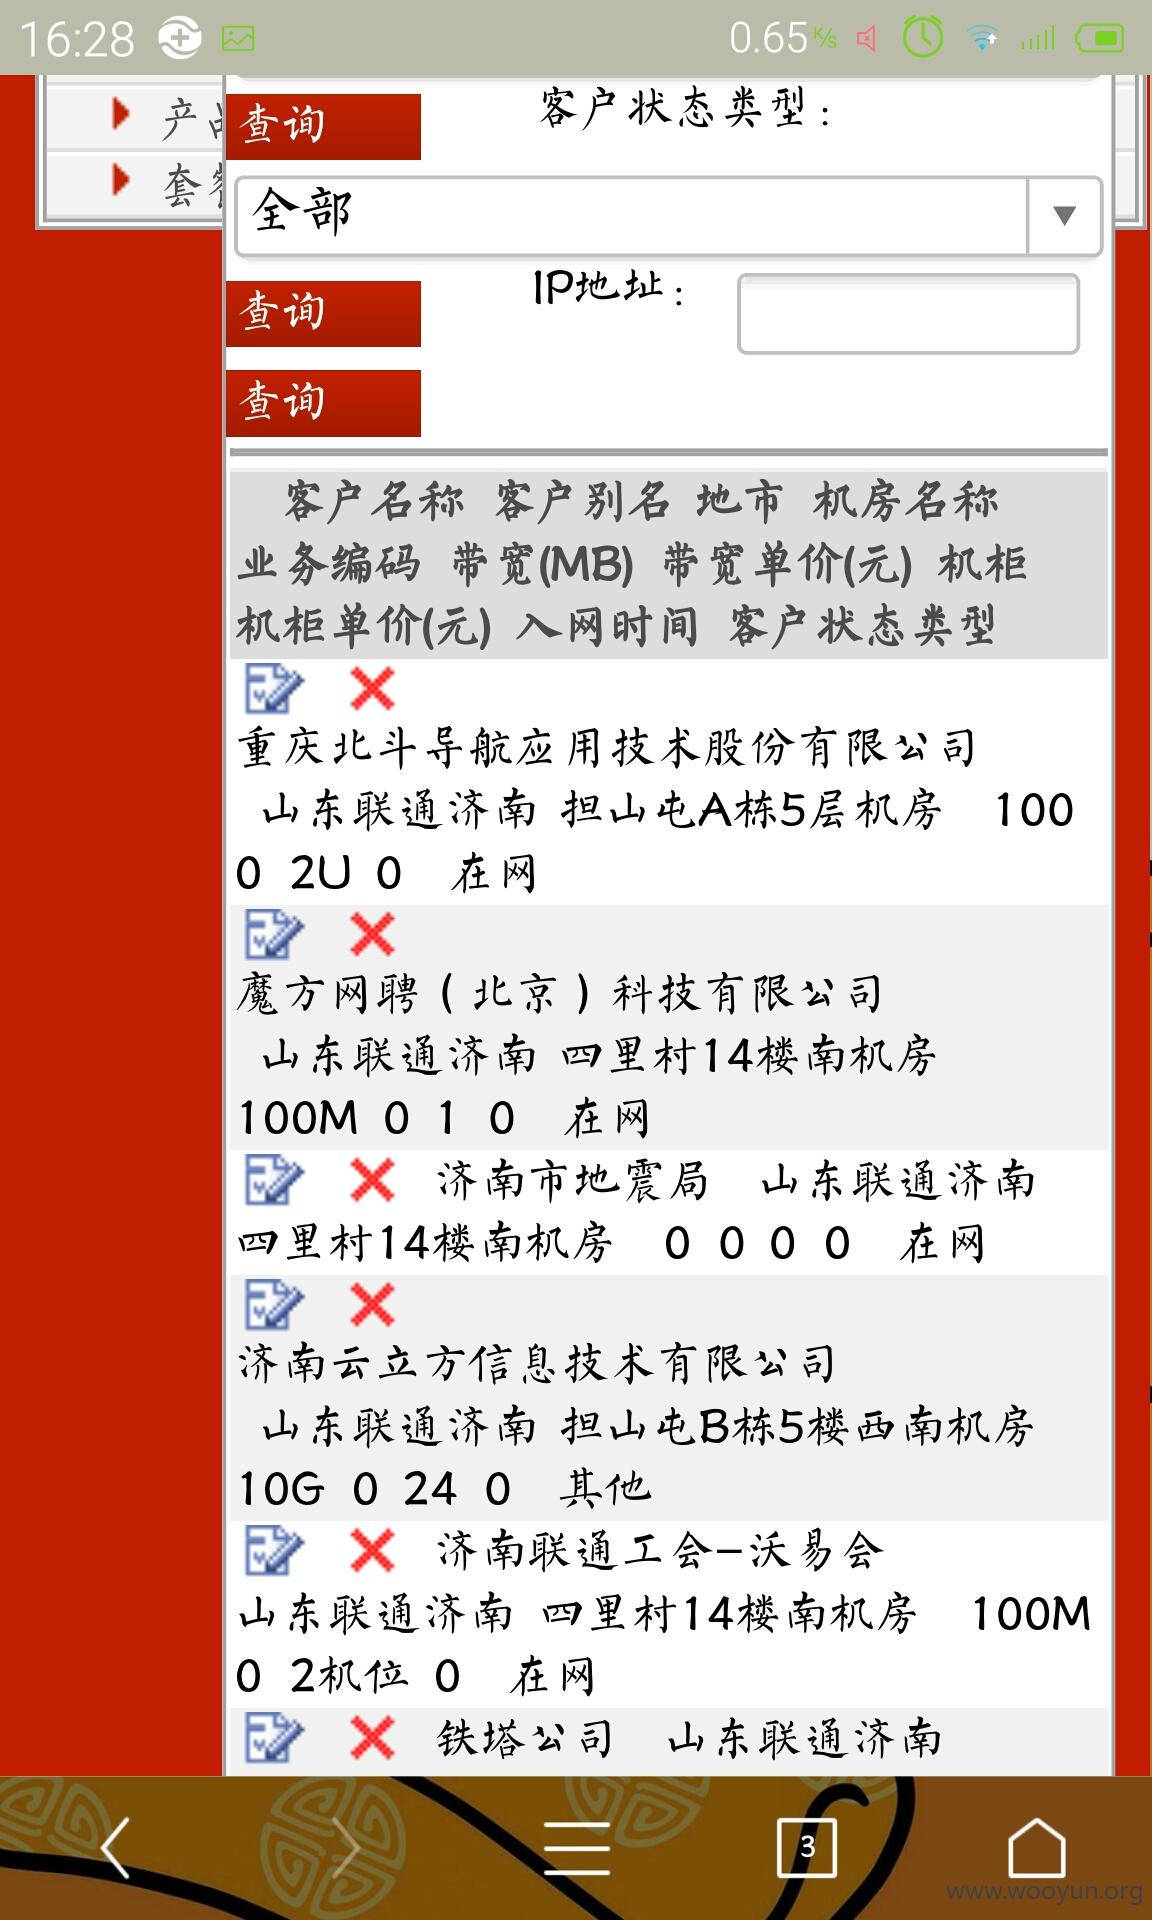 16:28 0.65 K/s
产品
查询 客户状态类型：
套餐
全部
IP地址：
查询
查询
客户名称 客户别名 地市 机房名称
业务编码 带宽(MB) 带宽单价(元) 机柜
机柜单价(元) 入网时间 客户状态类型
重庆北斗导航应用技术股份有限公司
山东联通济南 担山屯A栋5层机房 100
0 2U 0 在网
魔方网聘（北京）科技有限公司
山东联通济南 四里村14楼南机房
100M 0 1 0 在网
济南市地震局 山东联通济南
四里村14楼南机房 0 0 0 0 在网
济南云立方信息技术有限公司
山东联通济南 担山屯B栋5楼西南机房
10G 0 24 0 其他
济南联通工会-沃易会
山东联通济南 四里村14楼南机房 100M
0 2机位 0 在网
铁塔公司 山东联通济南
3
www.wooyun.org